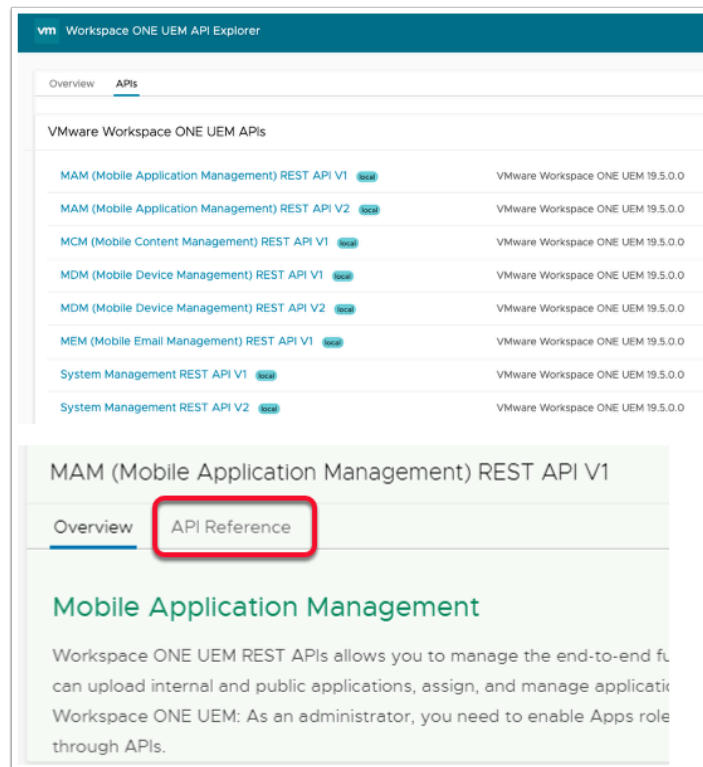 vm Workspace ONE UEM API Explorer
Overview APIs
VMware Workspace ONE UEM APIs
MAM (Mobile Application Management) REST API V1 local VMware Workspace ONE UEM 19.5.0.0
MAM (Mobile Application Management) REST API V2 local VMware Workspace ONE UEM 19.5.0.0
MCM (Mobile Content Management) REST API V1 local VMware Workspace ONE UEM 19.5.0.0
MDM (Mobile Device Management) REST API V1 local VMware Workspace ONE UEM 19.5.0.0
MDM (Mobile Device Management) REST API V2 local VMware Workspace ONE UEM 19.5.0.0
MEM (Mobile Email Management) REST API V1 local VMware Workspace ONE UEM 19.5.0.0
System Management REST API V1 local VMware Workspace ONE UEM 19.5.0.0
System Management REST API V2 local VMware Workspace ONE UEM 19.5.0.0
MAM (Mobile Application Management) REST API V1
Overview API Reference
Mobile Application Management
Workspace ONE UEM REST APIs allows you to manage the end-to-end fu
can upload internal and public applications, assign, and manage applicatio
Workspace ONE UEM: As an administrator, you need to enable Apps role
through APIs.